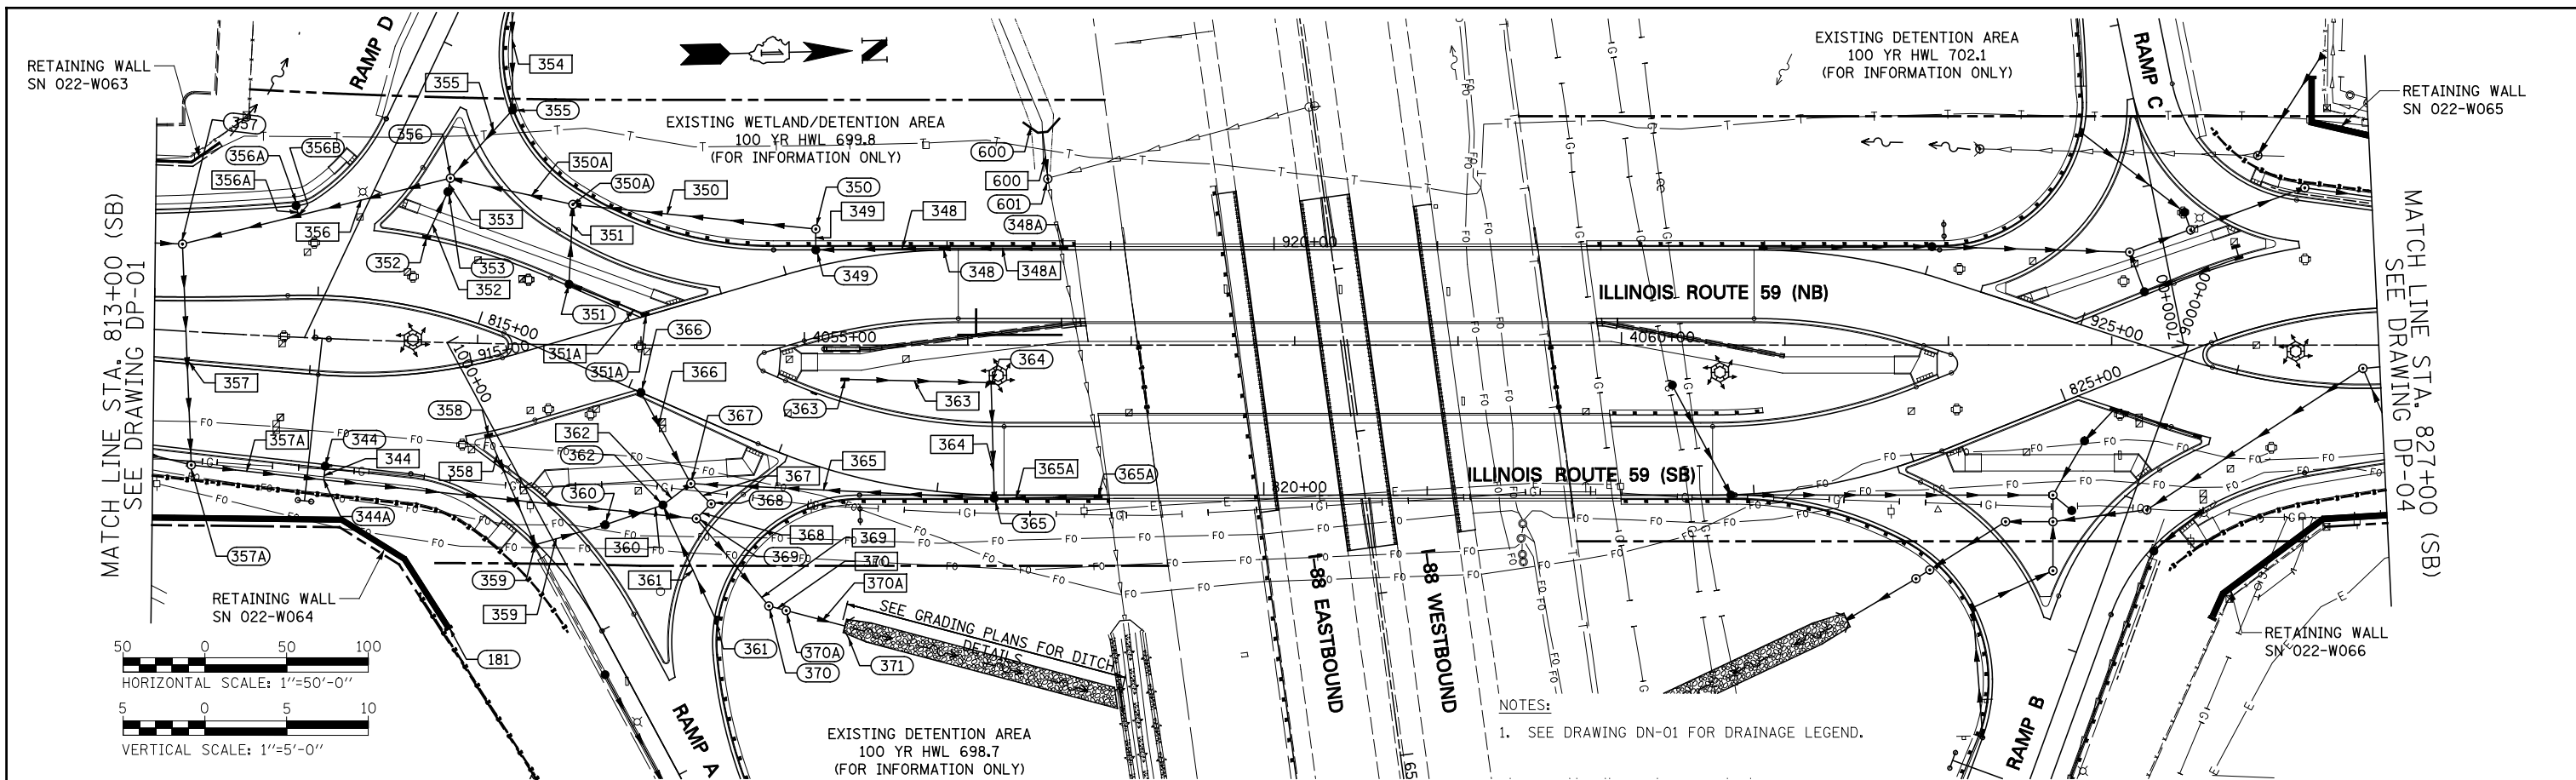 RETAINING WALL
SN 022-W063
RAMP D
355
354
355
356
357
356A
356B
356A
356
353
352
353
352
351
351
351A
351A
350A
350A
350
350
349
349
348
348
348A
348A
EXISTING WETLAND/DETENTION AREA
100 YR HWL 699.8
(FOR INFORMATION ONLY)
N
600
600
601
EXISTING DETENTION AREA
100 YR HWL 702.1
(FOR INFORMATION ONLY)
RAMP C
RETAINING WALL
SN 022-W065
MATCH LINE STA. 813+00 (SB)
SEE DRAWING DP-01
MATCH LINE STA. 827+00 (SB)
SEE DRAWING DP-04
920+00
ILLINOIS ROUTE 59 (NB)
815+00
915+00
100+00
4055+00
4060+00
925+00
825+00
366
366
367
367
364
364
363
363
357
357A
357A
344
344
344A
358
358
362
362
360
360
359
359
361
361
365
365
365A
365A
368
368
369
369
370
370
370A
370A
371
181
820+00
ILLINOIS ROUTE 59 (SB)
I-88 EASTBOUND
I-88 WESTBOUND
SEE GRADING PLANS FOR DITCH
DETAILS
RETAINING WALL
SN 022-W064
RETAINING WALL
SN 022-W066
RAMP A
RAMP B
50 0 50 100
HORIZONTAL SCALE: 1"=50'-0"
5 0 5 10
VERTICAL SCALE: 1"=5'-0"
EXISTING DETENTION AREA
100 YR HWL 698.7
(FOR INFORMATION ONLY)
NOTES:
1. SEE DRAWING DN-01 FOR DRAINAGE LEGEND.